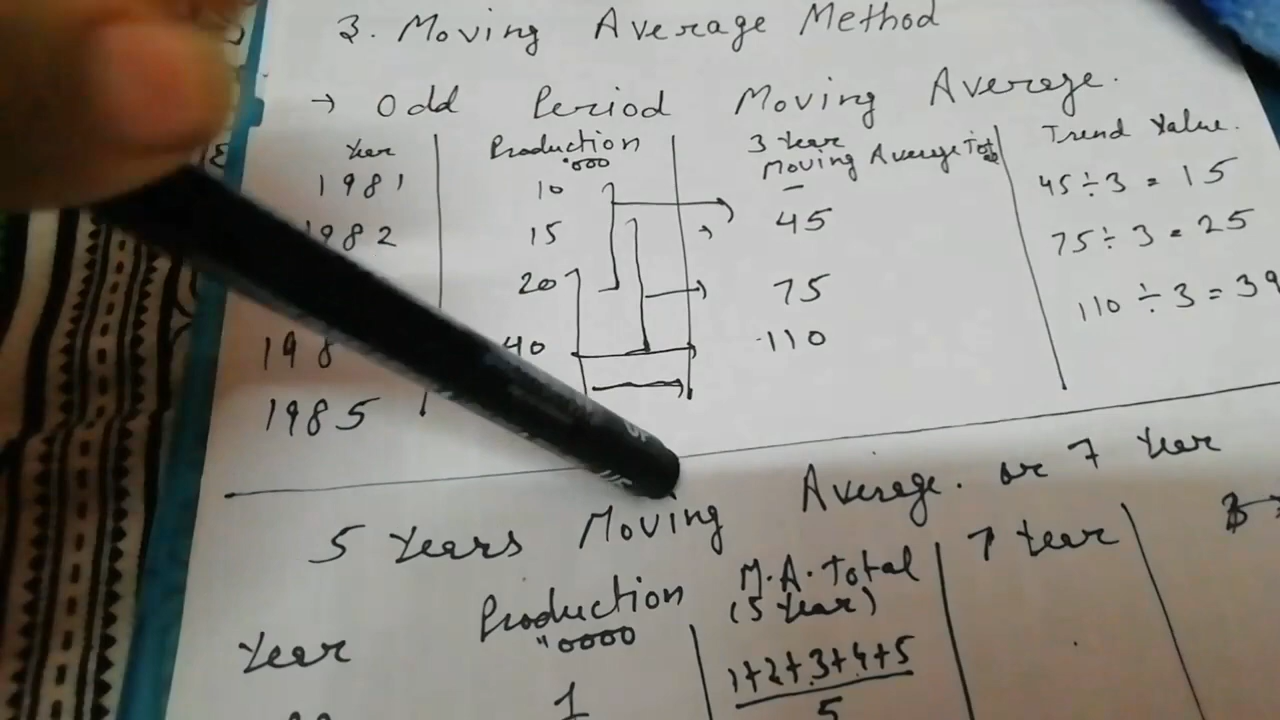 3. Moving Average Method
→ Odd Period Moving Average.
Year Production '000 3 Year Moving Average Total Trend Value.
1981 10 – 45÷3 = 15
1982 15 45 75÷3 = 25
20 75 110÷3 = 39
198 40 110
1985
5 Years Moving Average. or 7 Year
Year Production "0000 M.A. Total (5 Year) 7 Year
1 1+2+3+4+5
5